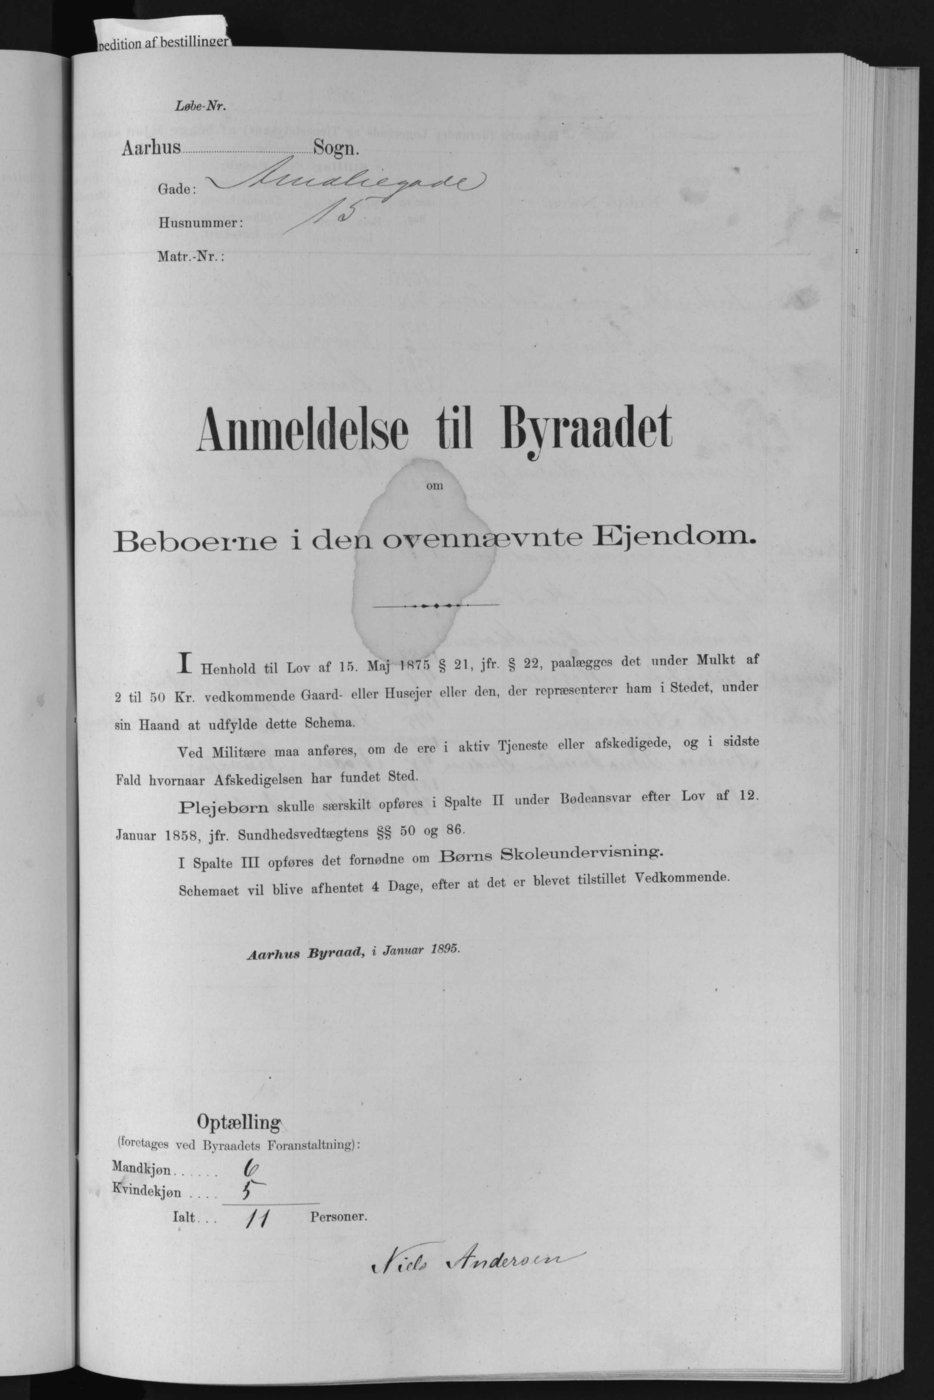 pedition af bestillinger
Løbe-Nr.
Aarhus Sogn.
Gade: Amaliegade
Husnummer: 15
Matr.-Nr.:
Anmeldelse til Byraadet
om
Beboerne i den ovennævnte Ejendom.
I Henhold til Lov af 15. Maj 1875 § 21, jfr. § 22, paalægges det under Mulkt af
2 til 50 Kr. vedkommende Gaard- eller Husejer eller den, der repræsenterer ham i Stedet, under
sin Haand at udfylde dette Schema.
Ved Militære maa anføres, om de ere i aktiv Tjeneste eller afskedigede, og i sidste
Fald hvornaar Afskedigelsen har fundet Sted.
Plejebørn skulle særskilt opføres i Spalte II under Bødeansvar efter Lov af 12.
Januar 1858, jfr. Sundhedsvedtægtens §§ 50 og 86.
I Spalte III opføres det fornødne om Børns Skoleundervisning.
Schemaet vil blive afhentet 4 Dage, efter at det er blevet tilstillet Vedkommende.
Aarhus Byraad, i Januar 1895.
Optælling
(foretages ved Byraadets Foranstaltning):
Mandkjøn...... 6
Kvindekjøn .... 5
Ialt... 11 Personer.
Niels Andersen